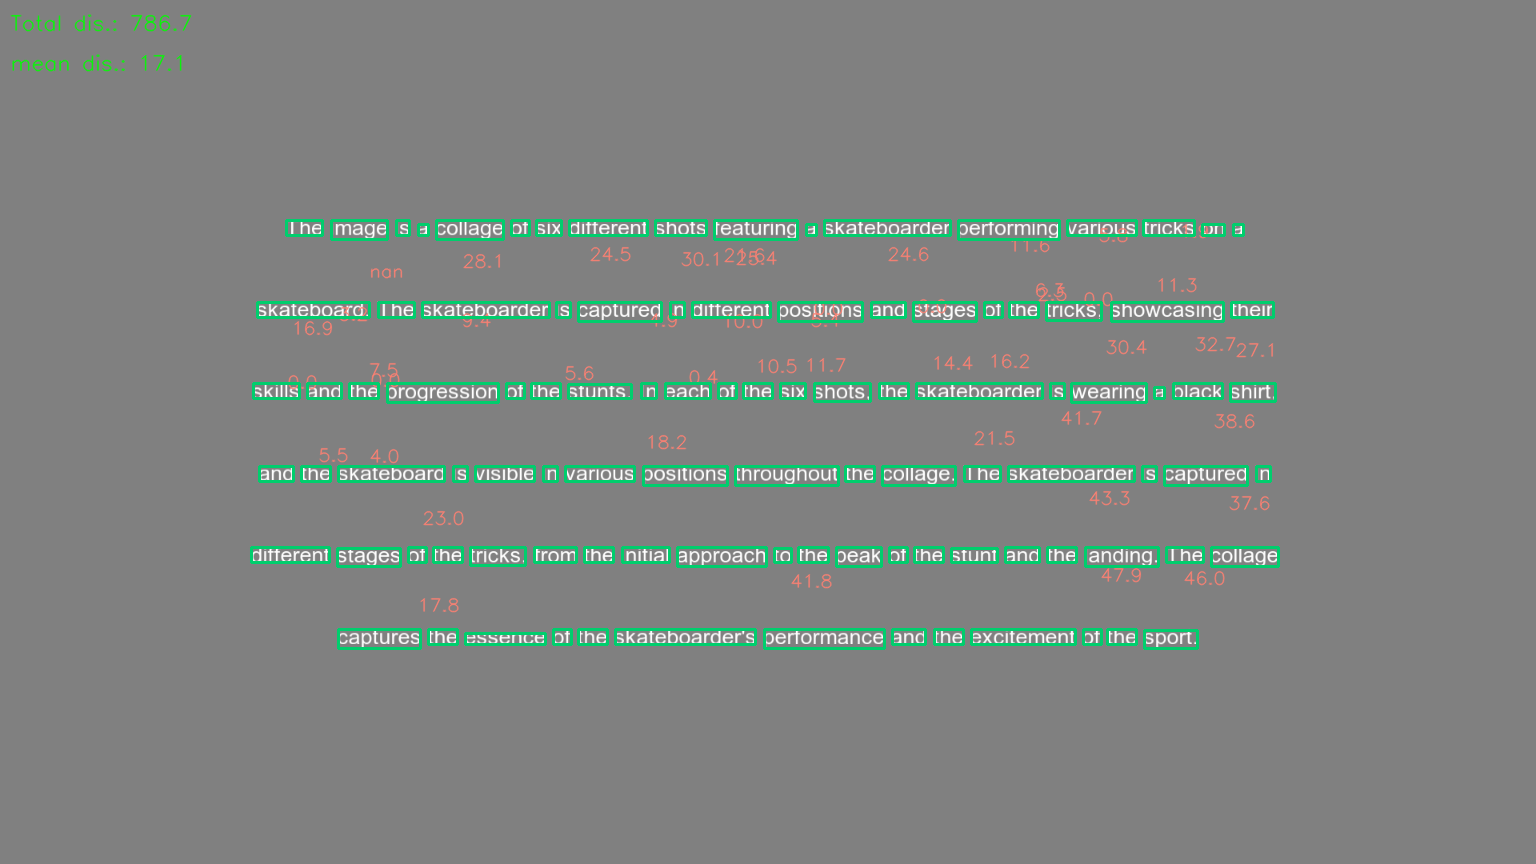 Total dis.: 786.7
mean dis.: 17.1
The image is a collage of six different shots featuring a skateboarder performing various tricks on a
24.5 11.6
28.1 30.1 25.4 24.6
nan
11.3
skateboard. The skateboarder is captured in different positions and stages of the tricks, showcasing their
16.9 9.4 10.0
30.4 32.7 27.1
7.5 5.6 0.4 10.5 11.7 14.4 16.2
skills and the progression of the stunts. In each of the six shots, the skateboarder is wearing a black shirt,
41.7 38.6
18.2 21.5
5.5 4.0
and the skateboard is visible in various positions throughout the collage. The skateboarder is captured in
43.3 37.6
23.0
different stages of the tricks, from the initial approach to the peak of the stunt and the landing. The collage
41.8 47.9 46.0
17.8
captures the essence of the skateboarder's performance and the excitement of the sport.